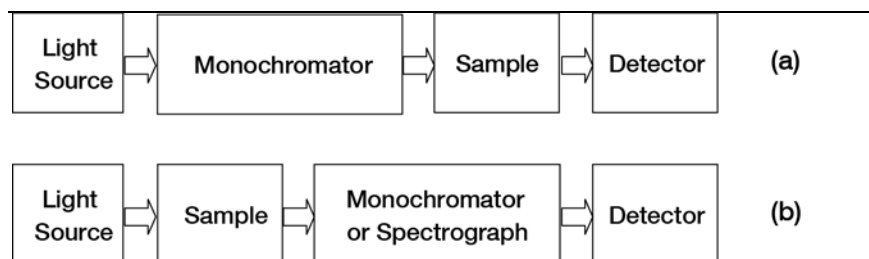 Light
Source
Monochromator
Sample
Detector
(a)
Light
Source
Sample
Monochromator
or Spectrograph
Detector
(b)